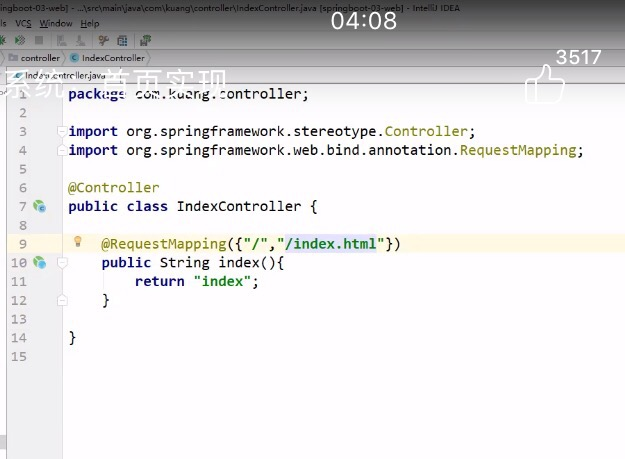 springboot-03-web] - ...\src\main\java\com\kuang\controller\IndexController.java [springboot-03-web] - IntelliJ IDEA
04:08
VCS Window Help
controller IndexController
3517
IndexController.java
系统 首页实现
1 package com.kuang.controller;
2
3 import org.springframework.stereotype.Controller;
4 import org.springframework.web.bind.annotation.RequestMapping;
5
6 @Controller
7 public class IndexController {
8
9 @RequestMapping({"/","/index.html"})
10 public String index(){
11 return "index";
12 }
13
14 }
15